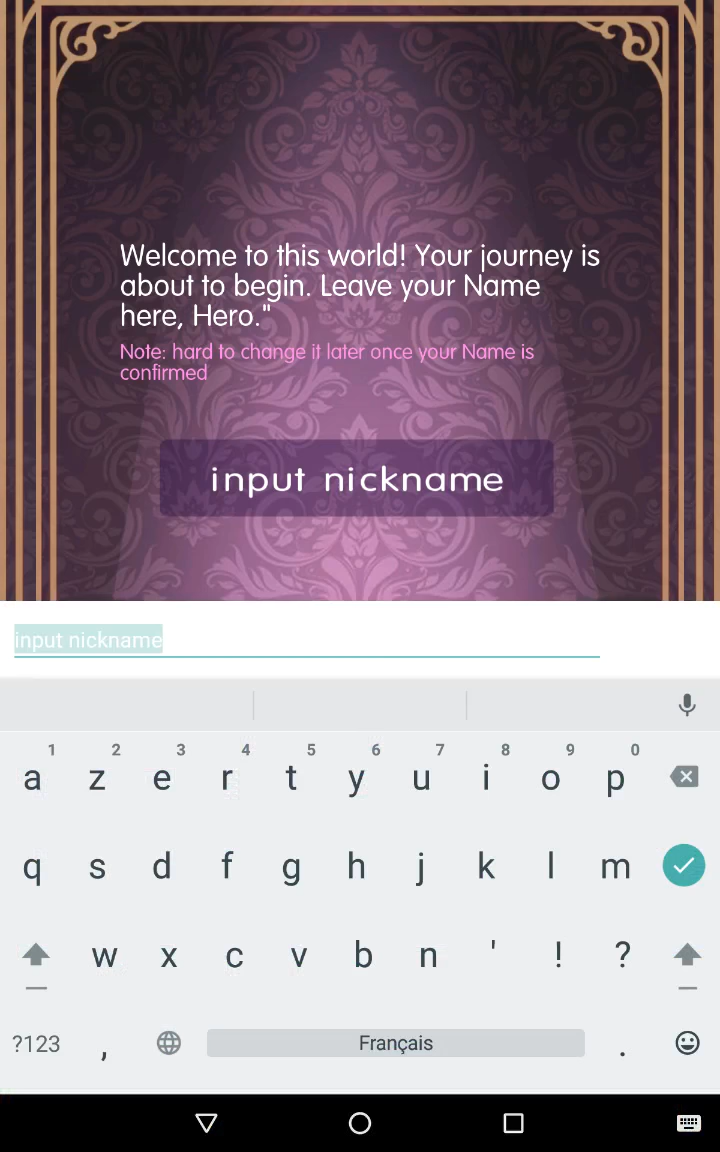 Welcome to this world! Your journey is
about to begin. Leave your Name
here, Hero."
Note: hard to change it later once your Name is
confirmed
input nickname
input nickname
1 2 3 4 5 6 7 8 9 0
a z e r t y u i o p
q s d f g h j k l m
w x c v b n ' ! ?
?123 , Français .